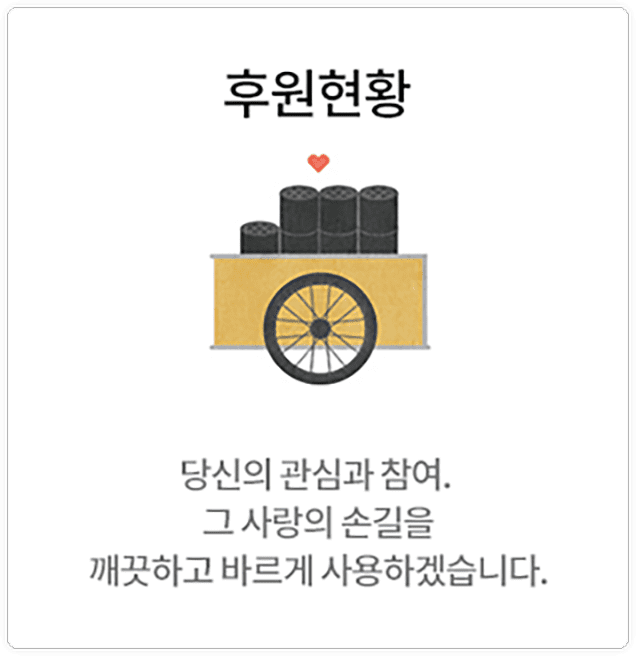 후원현황
당신의 관심과 참여.
그 사랑의 손길을
깨끗하고 바르게 사용하겠습니다.